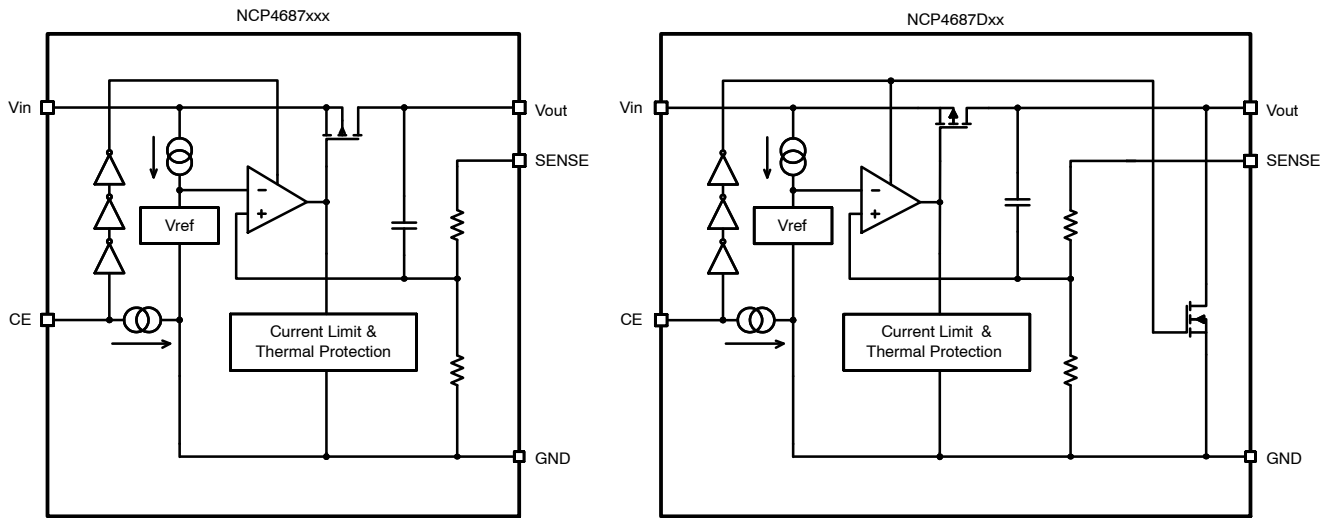 NCP4687xxx
Vin
Vout
SENSE
−
+
Vref
CE
Current Limit &
Thermal Protection
GND
NCP4687Dxx
Vin
Vout
SENSE
−
+
Vref
CE
Current Limit &
Thermal Protection
GND